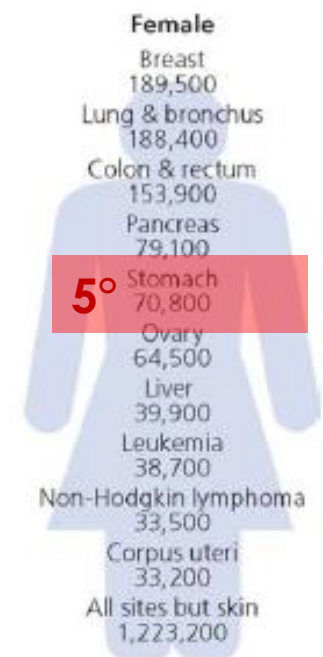 Female
Breast
189,500
Lung & bronchus
188,400
Colon & rectum
153,900
Pancreas
79,100
5° Stomach
70,800
Ovary
64,500
Liver
39,900
Leukemia
38,700
Non-Hodgkin lymphoma
33,500
Corpus uteri
33,200
All sites but skin
1,223,200